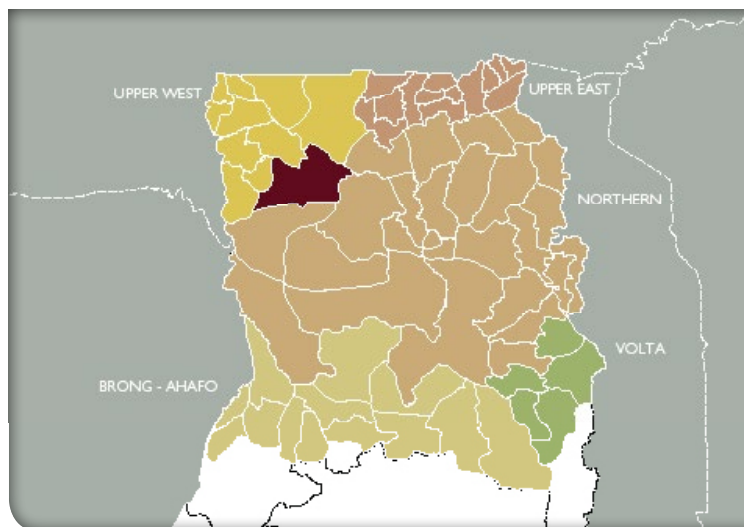 UPPER WEST
UPPER EAST
NORTHERN
VOLTA
BRONG - AHAFO